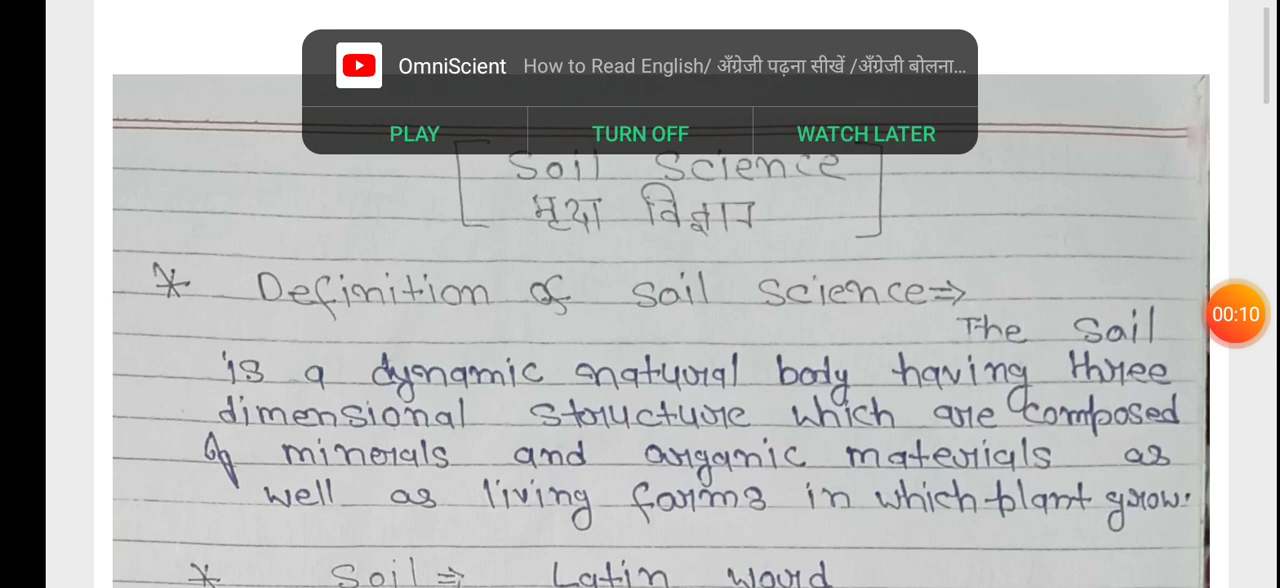 OmniScient How to Read English/ अँग्रेजी पढ़ना सीखें /अँग्रेजी बोलना…
PLAY TURN OFF WATCH LATER
[Soil Science
मृदा विज्ञान]
00:10
* Definition of Soil Science⇒
The Soil
is a dynamic natural body having three
dimensional structure which are composed
of minerals and organic materials as
well as living forms in which plant grow.
* Soil⇒ Latin word